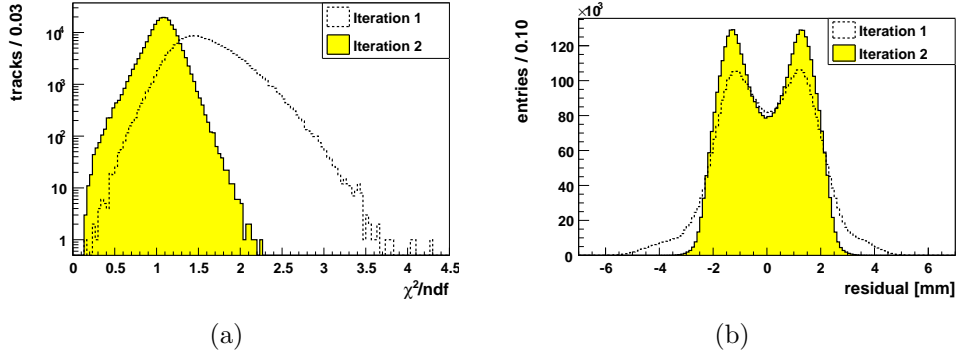 tracks / 0.03
10⁴
10³
10²
10
1
0 0.5 1 1.5 2 2.5 3 3.5 4 4.5
χ²/ndf
Iteration 1
Iteration 2
(a)
entries / 0.10
×10³
120
100
80
60
40
20
0
-6 -4 -2 0 2 4 6
residual [mm]
Iteration 1
Iteration 2
(b)